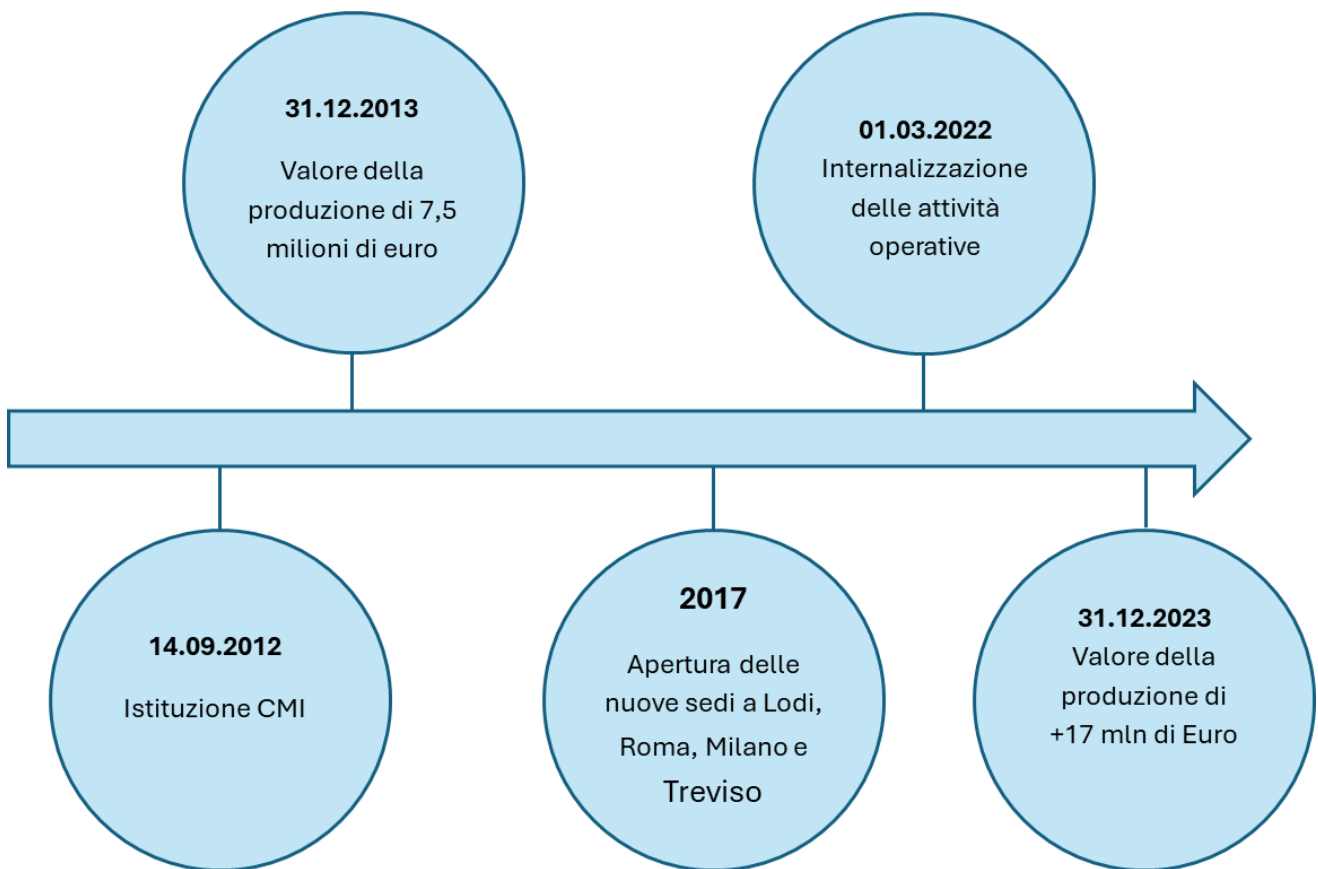 31.12.2013
Valore della
produzione di 7,5
milioni di euro
01.03.2022
Internalizzazione
delle attività
operative
14.09.2012
Istituzione CMI
2017
Apertura delle
nuove sedi a Lodi,
Roma, Milano e
Treviso
31.12.2023
Valore della
produzione di
+17 mln di Euro